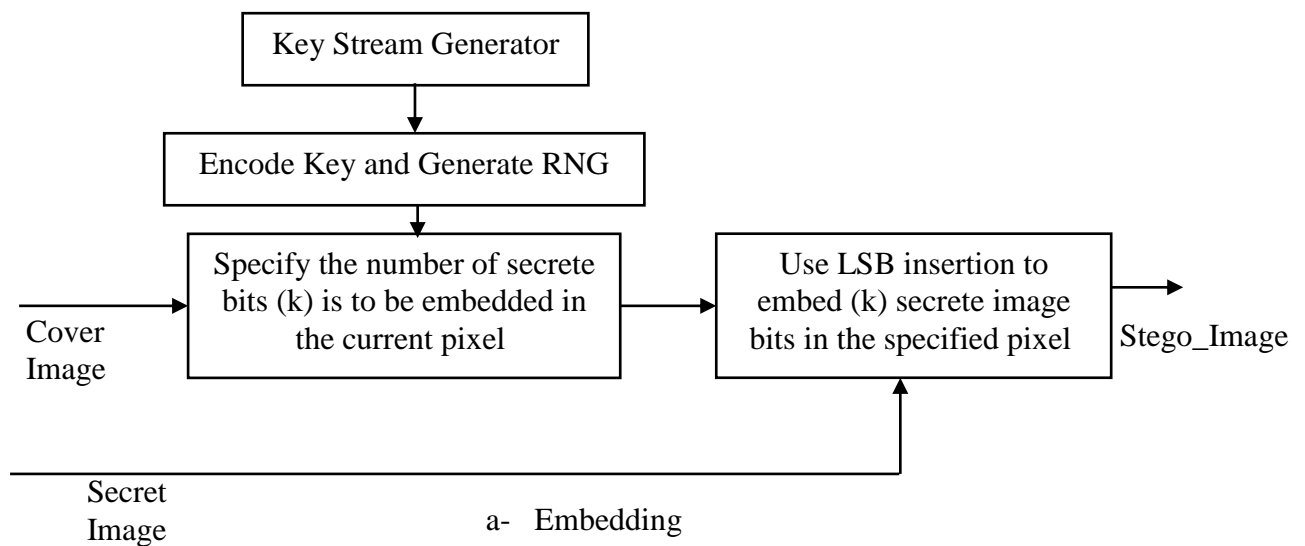 Key Stream Generator
Encode Key and Generate RNG
Specify the number of secrete
bits (k) is to be embedded in
the current pixel
Use LSB insertion to
embed (k) secrete image
bits in the specified pixel
Cover
Image
Stego_Image
Secret
Image
a- Embedding